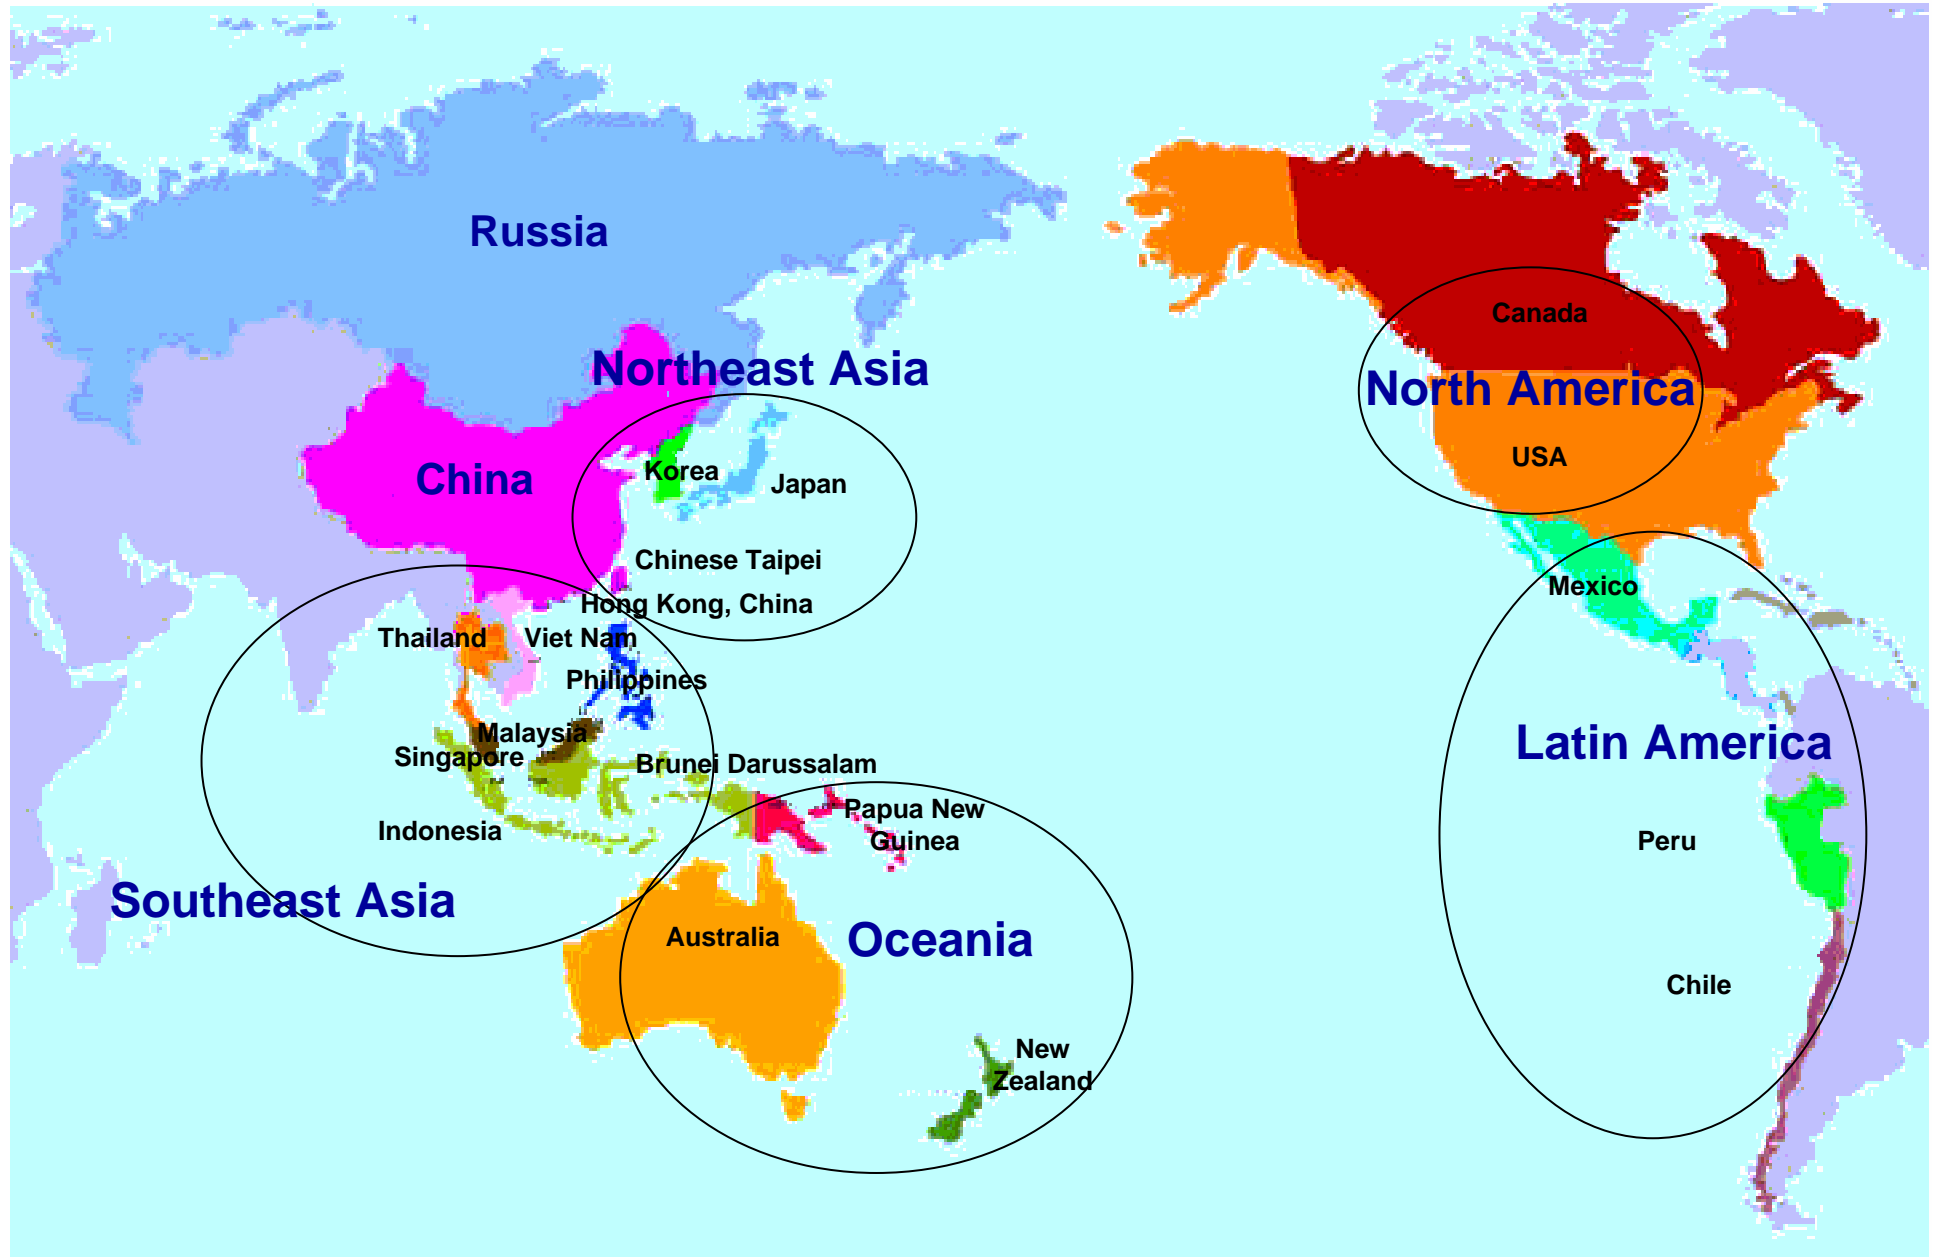 Russia
Canada
Northeast Asia
North America
USA
China
Korea
Japan
Chinese Taipei
Hong Kong, China
Mexico
Thailand
Viet Nam
Philippines
Malaysia
Singapore
Brunei Darussalam
Latin America
Indonesia
Papua New
Guinea
Peru
Southeast Asia
Australia
Oceania
Chile
New
Zealand